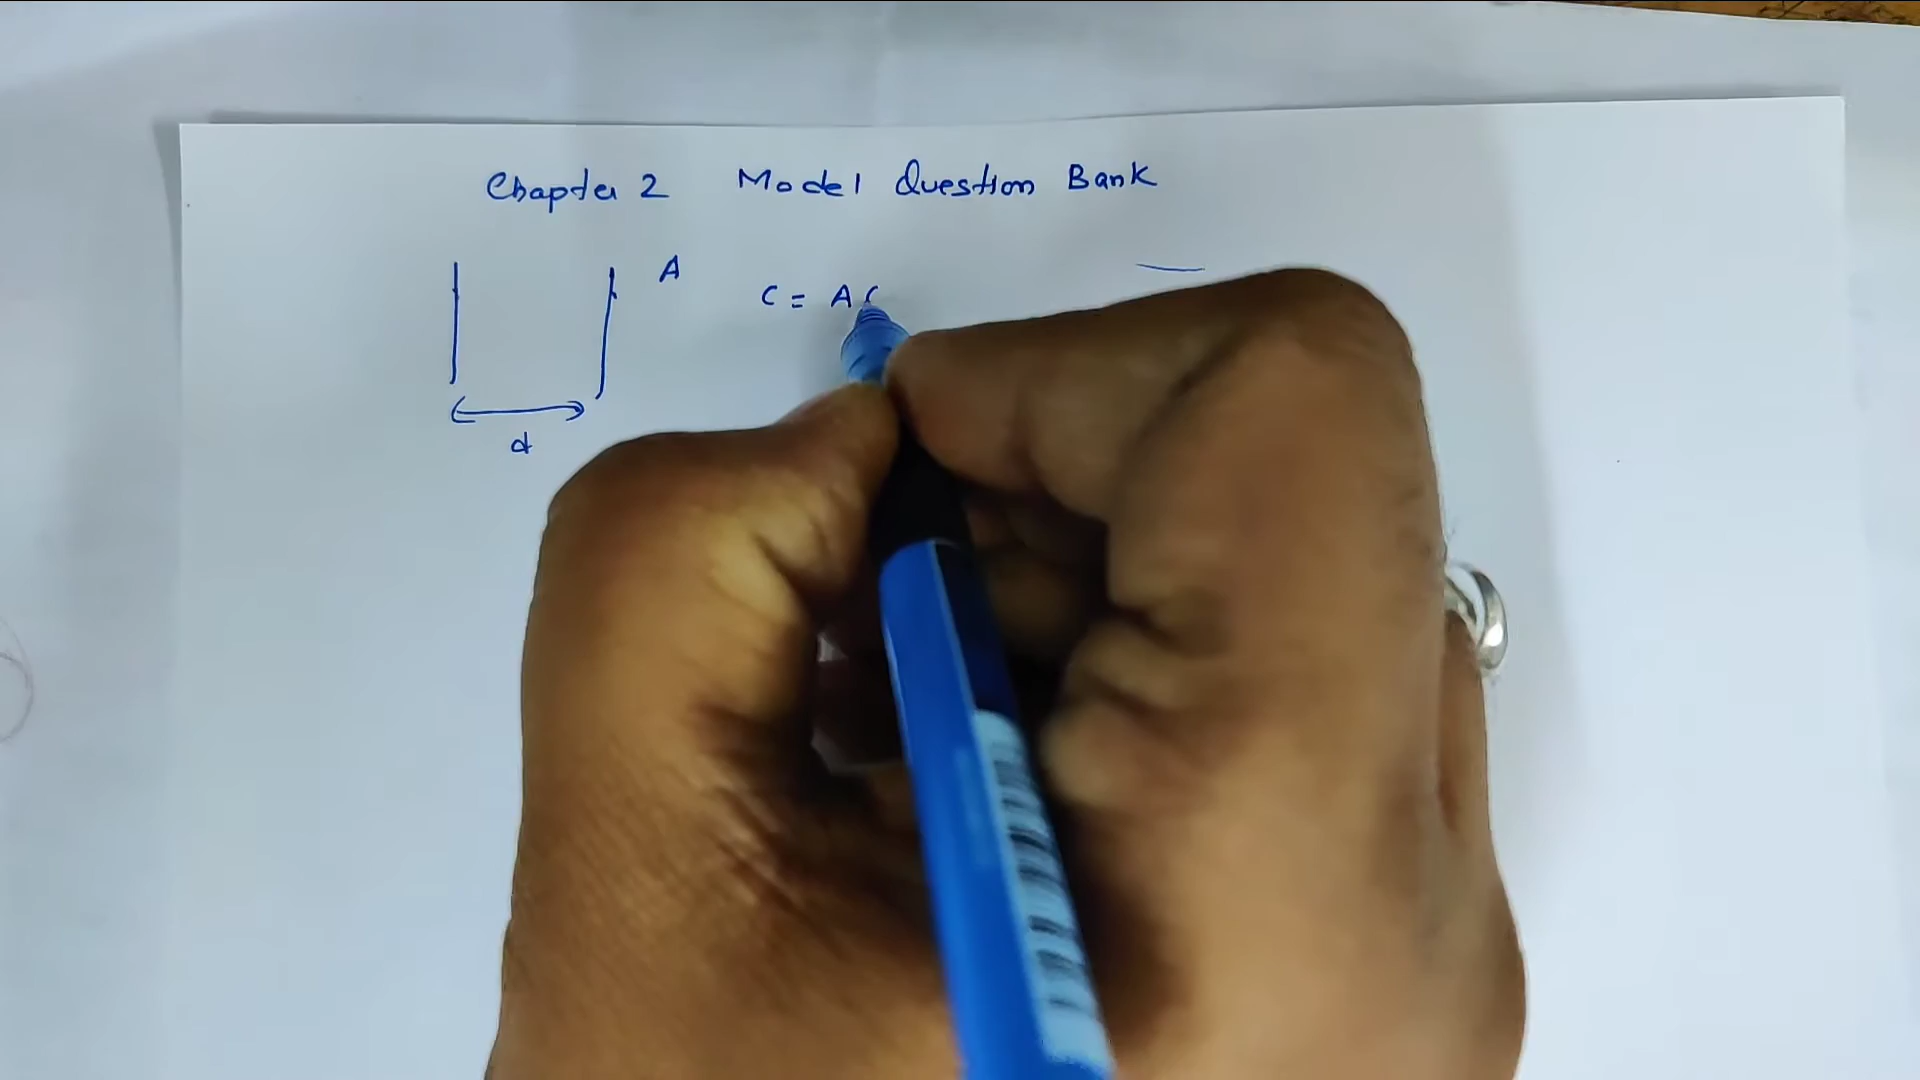 Chapter 2 Model Question Bank
A
C = A
d